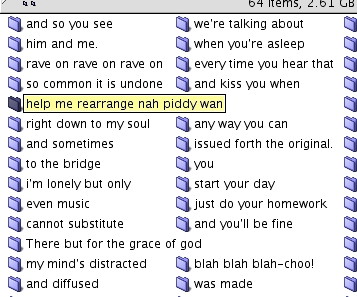 64 items, 2.61 GB
and so you see
we're talking about
him and me.
when you're asleep
rave on rave on rave on
every time you hear that
so common it is undone
and kiss you when
help me rearrange nah piddy wan
right down to my soul
any way you can
and sometimes
issued forth the original.
to the bridge
you
i'm lonely but only
start your day
even music
just do your homework
cannot substitute
and you'll be fine
There but for the grace of god
my mind's distracted
blah blah blah-choo!
and diffused
was made